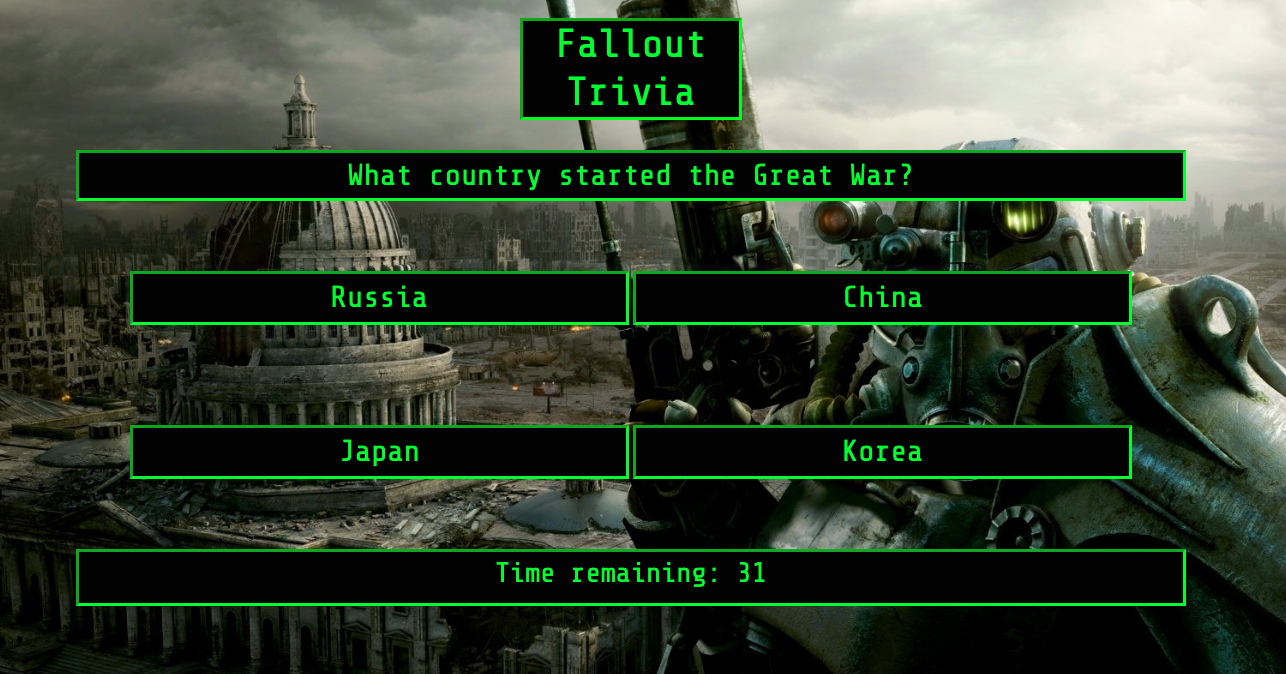 Fallout
Trivia
What country started the Great War?
Russia
China
Japan
Korea
Time remaining: 31